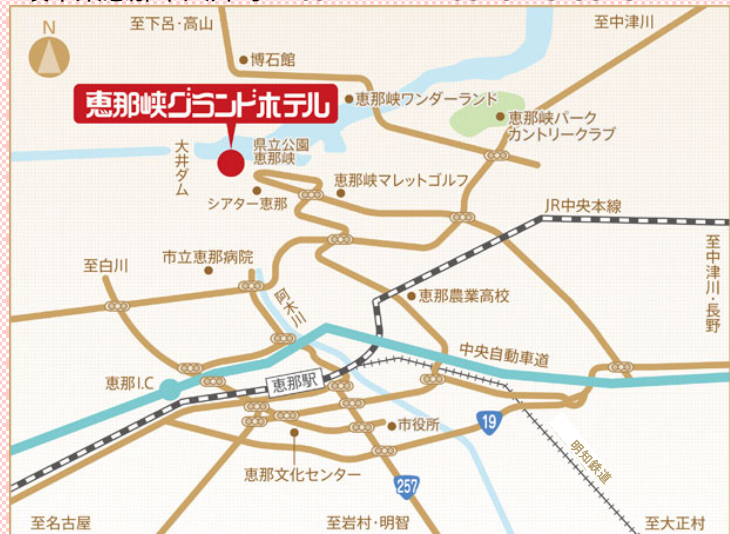 至下呂・高山
至中津川
N
博石館
恵那峡ワンダーランド
恵那峡グランドホテル
恵那峡パーク
カントリークラブ
大井ダム
県立公園
恵那峡
恵那峡マレットゴルフ
シアター恵那
JR中央本線
市立恵那病院
至白川
至中津川・長野
阿木川
恵那農業高校
中央自動車道
恵那I.C
恵那駅
19
市役所
明知鉄道
恵那文化センター
257
至名古屋
至岩村・明智
至大正村